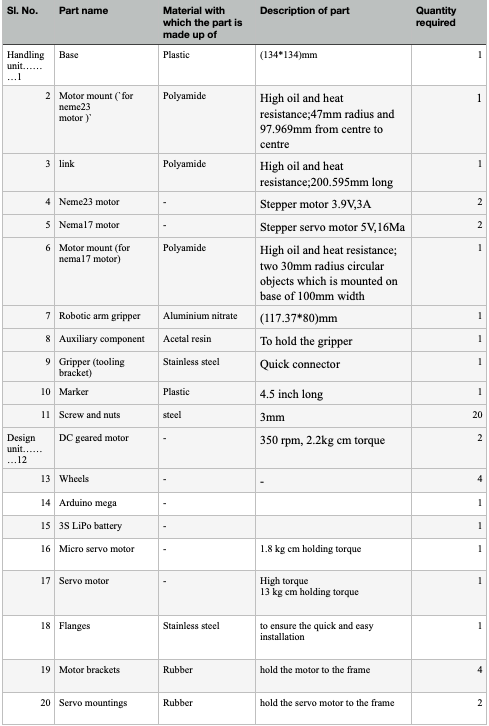 Sl. No. Part name Material with which the part is made up of Description of part Quantity required
Handling unit……
…1 Base Plastic (134*134)mm 1
2 Motor mount (`for neme23 motor )` Polyamide High oil and heat resistance;47mm radius and 97.969mm from centre to centre 1
3 link Polyamide High oil and heat resistance;200.595mm long 1
4 Neme23 motor - Stepper motor 3.9V,3A 2
5 Nema17 motor - Stepper servo motor 5V,16Ma 2
6 Motor mount (for nema17 motor) Polyamide High oil and heat resistance; two 30mm radius circular objects which is mounted on base of 100mm width 1
7 Robotic arm gripper Aluminium nitrate (117.37*80)mm 1
8 Auxiliary component Acetal resin To hold the gripper 1
9 Gripper (tooling bracket) Stainless steel Quick connector 1
10 Marker Plastic 4.5 inch long 1
11 Screw and nuts steel 3mm 20
Design unit……
…12 DC geared motor - 350 rpm, 2.2kg cm torque 2
13 Wheels - - 4
14 Arduino mega - 1
15 3S LiPo battery - 1
16 Micro servo motor - 1.8 kg cm holding torque 1
17 Servo motor - High torque 13 kg cm holding torque 1
18 Flanges Stainless steel to ensure the quick and easy installation 1
19 Motor brackets Rubber hold the motor to the frame 4
20 Servo mountings Rubber hold the servo motor to the frame 2